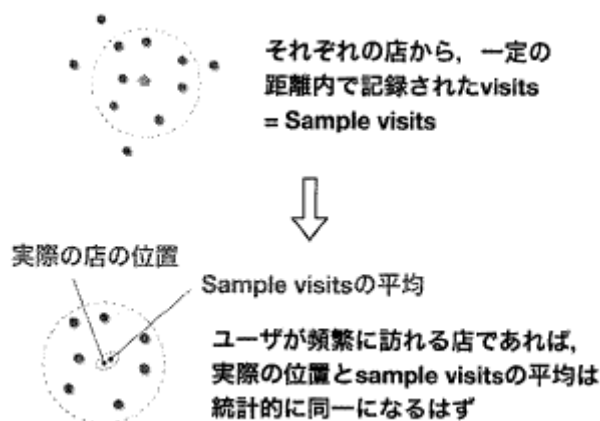 それぞれの店から，一定の
距離内で記録されたvisits
= Sample visits
実際の店の位置
Sample visitsの平均
ユーザが頻繁に訪れる店であれば，
実際の位置とsample visitsの平均は
統計的に同一になるはず